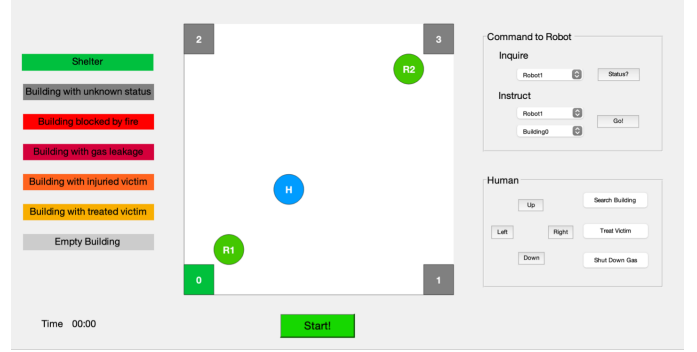 Shelter
Building with unknown status
Building blocked by fire
Building with gas leakage
Building with injuried victim
Building with treated victim
Empty Building
Time 00:00
2
3
R2
H
R1
0
1
Start!
Command to Robot
Inquire
Robot1
Status?
Instruct
Robot1
Go!
Building0
Human
Up
Search Building
Left
Right
Treat Victim
Down
Shut Down Gas